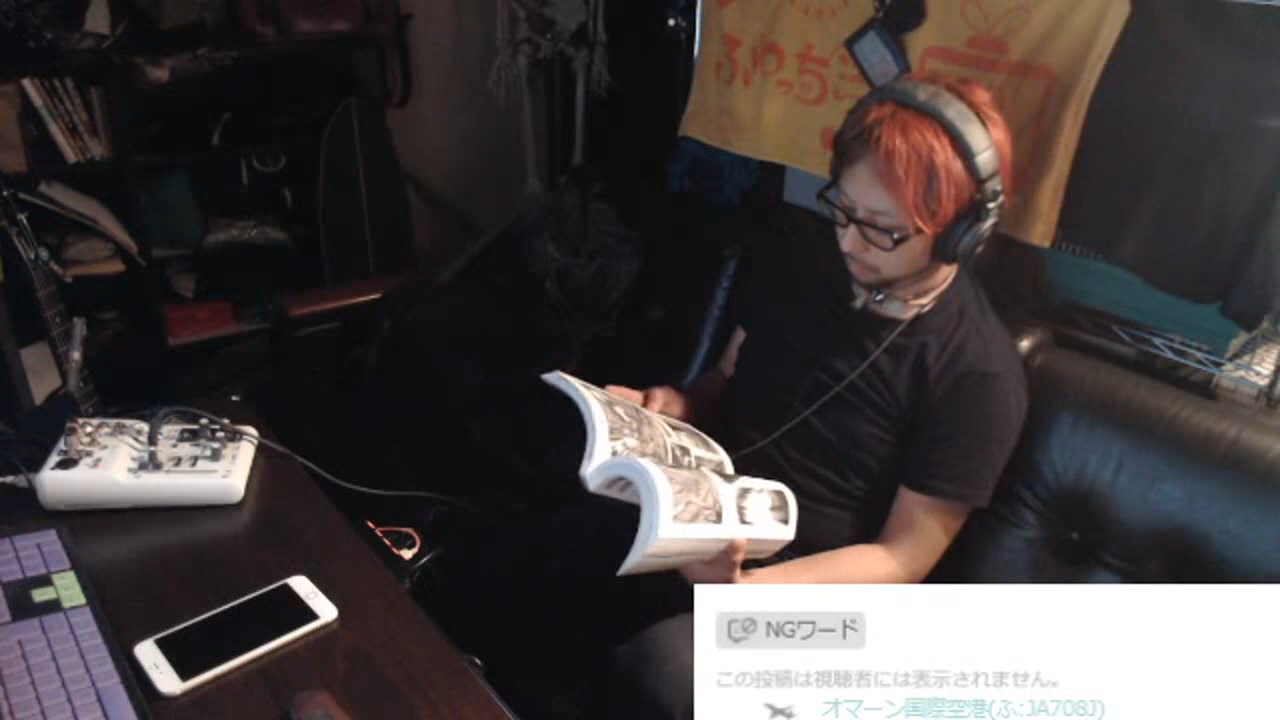 ふわっち
NGワード
この投稿は視聴者には表示されません。
オマーン国際空港(ふ:JA708J)